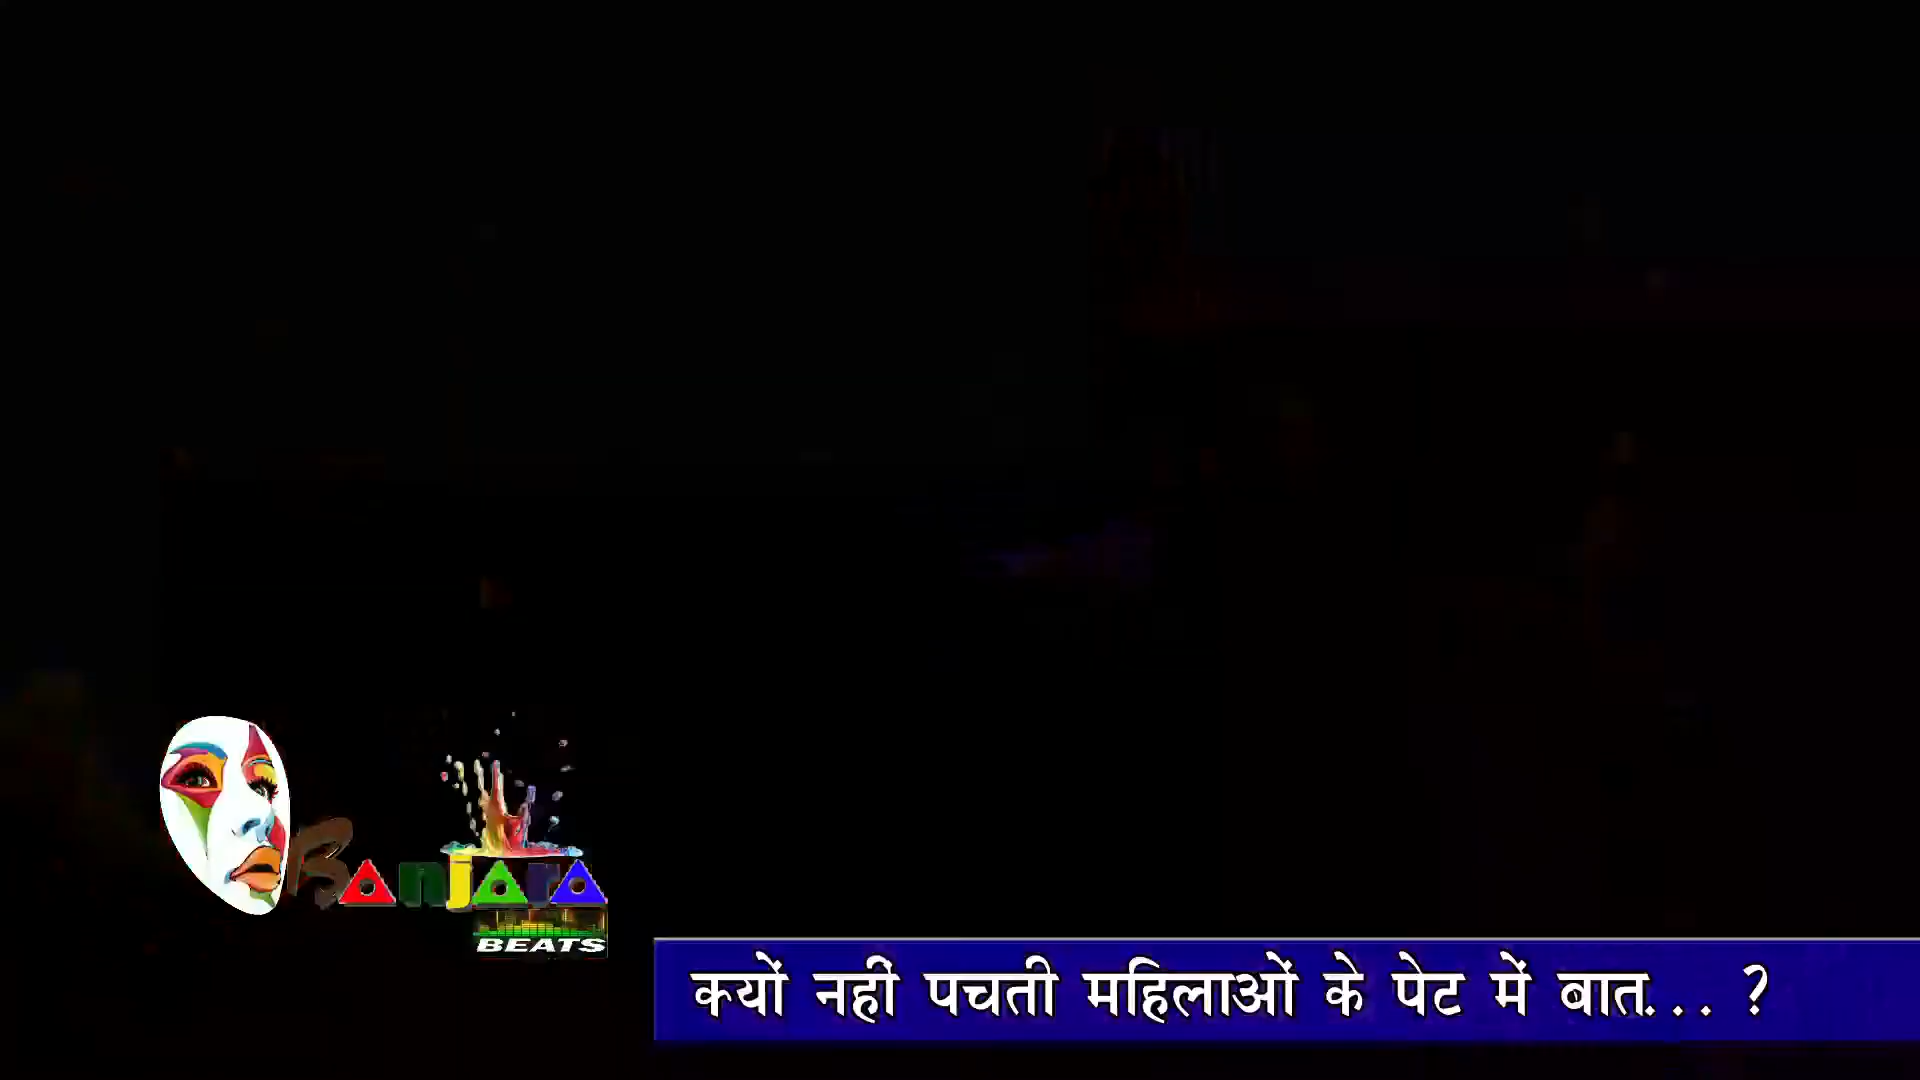 Banjara
BEATS
क्यों नहीं पचती महिलाओं के पेट में बात... ?